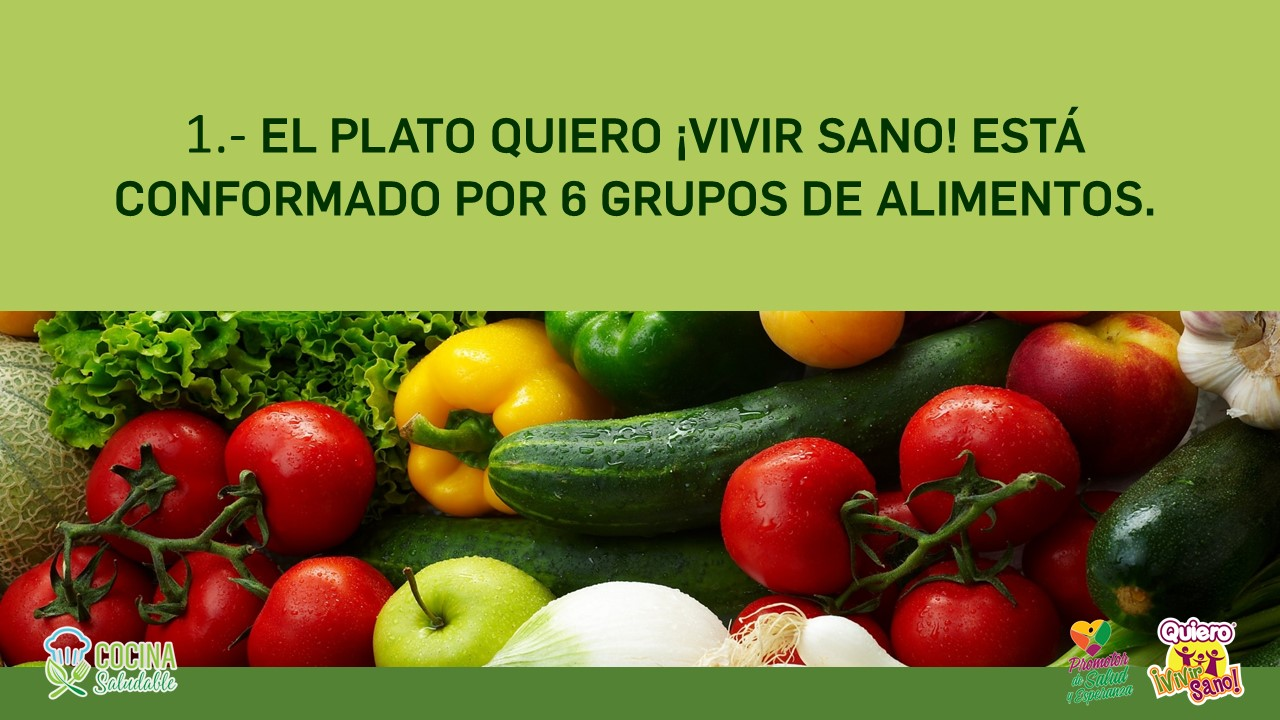 1.- EL PLATO QUIERO ¡VIVIR SANO! ESTÁ
CONFORMADO POR 6 GRUPOS DE ALIMENTOS.
COCINA
Saludable
Promotor
de Salud
y Esperanza
Quiero
¡Vivir
Sano!